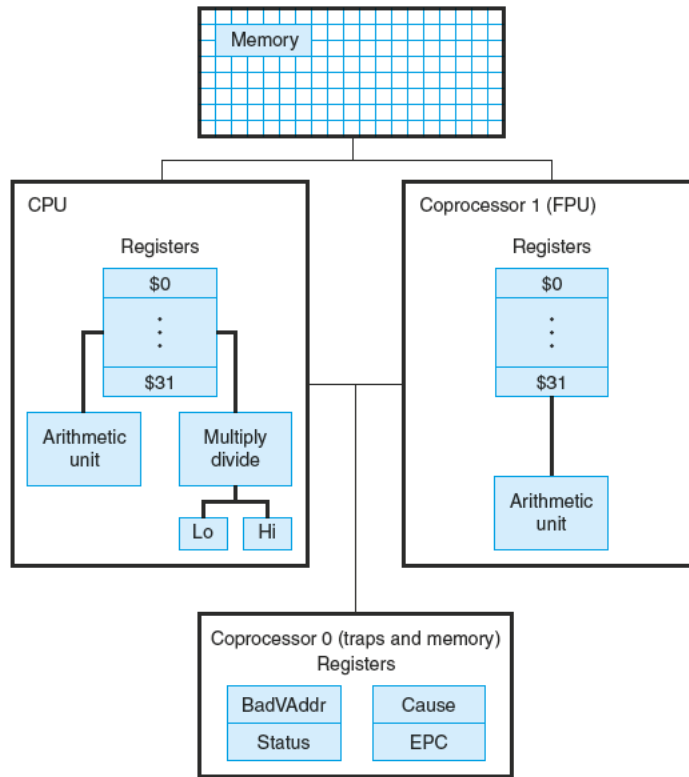 Memory
CPU
Registers
$0
$31
Arithmetic
unit
Multiply
divide
Lo
Hi
Coprocessor 1 (FPU)
Registers
$0
$31
Arithmetic
unit
Coprocessor 0 (traps and memory)
Registers
BadVAddr
Cause
Status
EPC